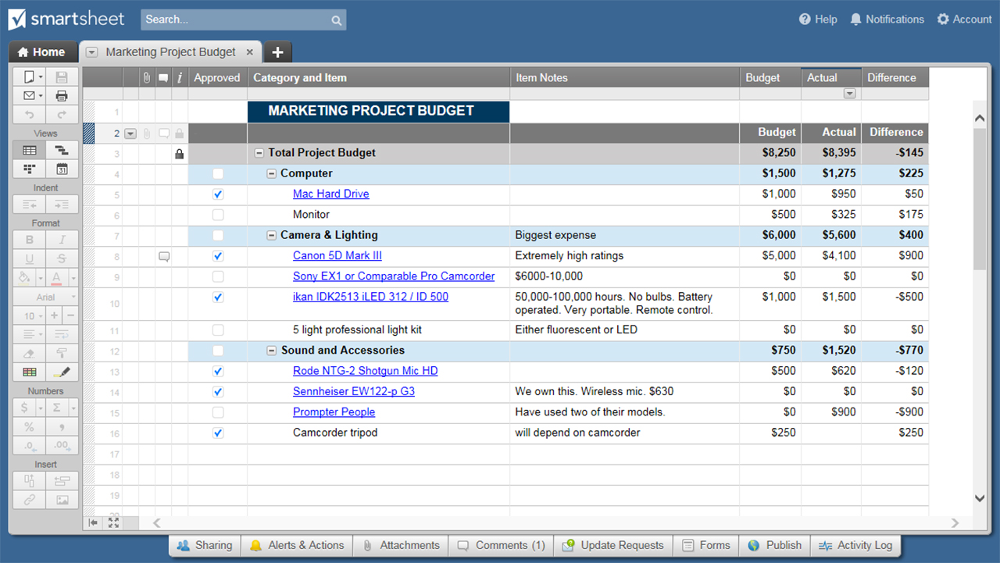 smartsheet Search... Help Notifications Account
Home Marketing Project Budget × +
i Approved Category and Item Item Notes Budget Actual Difference
1 MARKETING PROJECT BUDGET
Views 2 Budget Actual Difference
3 Total Project Budget $8,250 $8,395 -$145
31 4 Computer $1,500 $1,275 $225
Indent
5 Mac Hard Drive $1,000 $950 $50
6 Monitor $500 $325 $175
Format
B I 7 Camera & Lighting Biggest expense $6,000 $5,600 $400
U S 8 Canon 5D Mark III Extremely high ratings $5,000 $4,100 $900
A 9 Sony EX1 or Comparable Pro Camcorder $6000-10,000 $0 $0 $0
Arial 10 ikan IDK2513 iLED 312 / ID 500 50,000-100,000 hours. No bulbs. Battery $1,000 $1,500 -$500
operated. Very portable. Remote control.
10 + −
11 5 light professional light kit Either fluorescent or LED $0 $0 $0
12 Sound and Accessories $750 $1,520 -$770
13 Rode NTG-2 Shotgun Mic HD $500 $620 -$120
Numbers 14 Sennheiser EW122-p G3 We own this. Wireless mic. $630 $0 $0 $0
$ Σ 15 Prompter People Have used two of their models. $0 $900 -$900
% , 16 Camcorder tripod will depend on camcorder $250 $250
.0 .00 17
Insert
18
19
20
Sharing Alerts & Actions Attachments Comments (1) Update Requests Forms Publish Activity Log